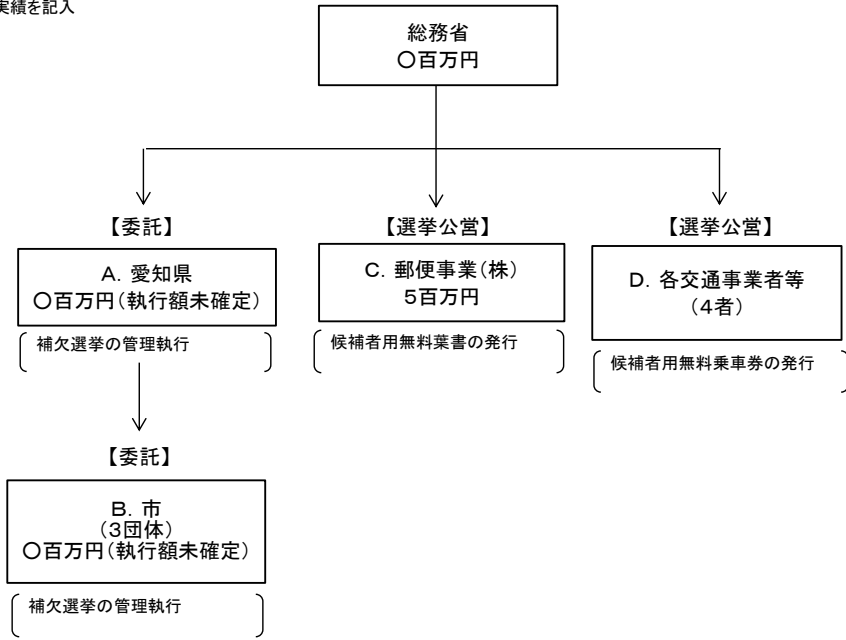 実績を記入
総務省
○百万円
【委託】
【選挙公営】
【選挙公営】
A. 愛知県
○百万円(執行額未確定)
C. 郵便事業(株)
5百万円
D. 各交通事業者等
(4者)
補欠選挙の管理執行
候補者用無料葉書の発行
候補者用無料乗車券の発行
【委託】
B. 市
(3団体)
○百万円(執行額未確定)
補欠選挙の管理執行